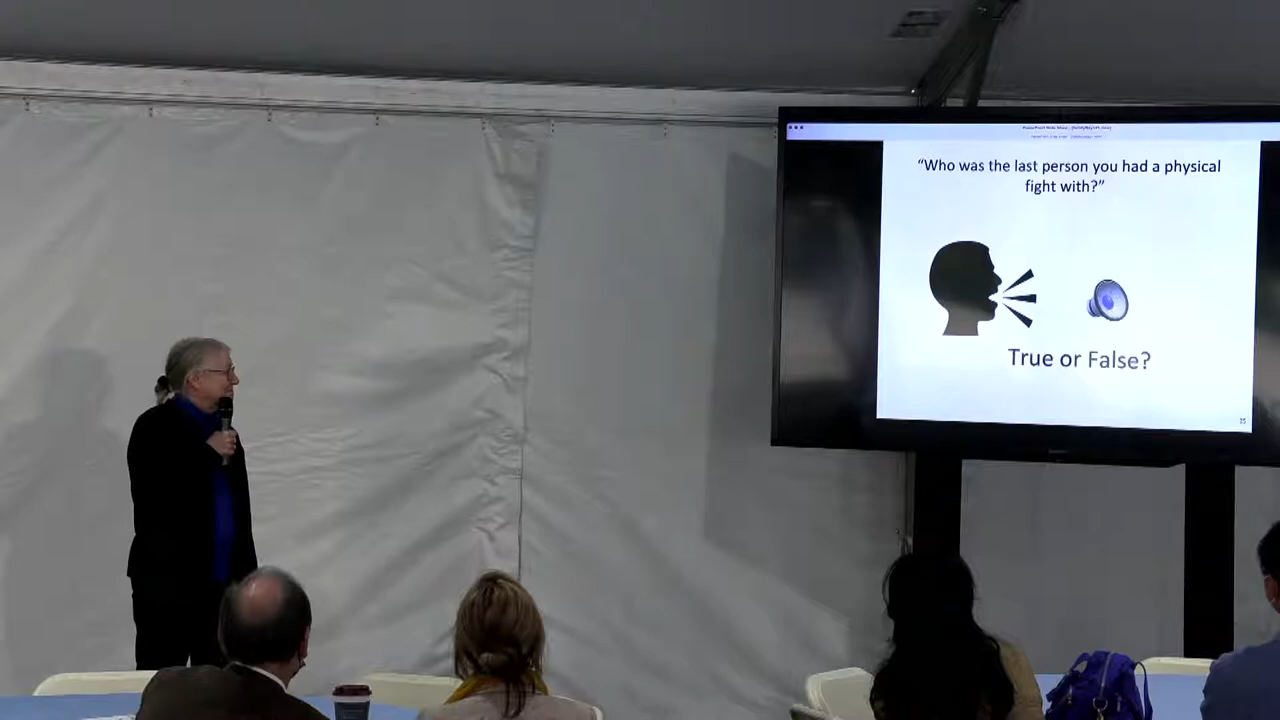 “Who was the last person you had a physical
fight with?”
True or False?